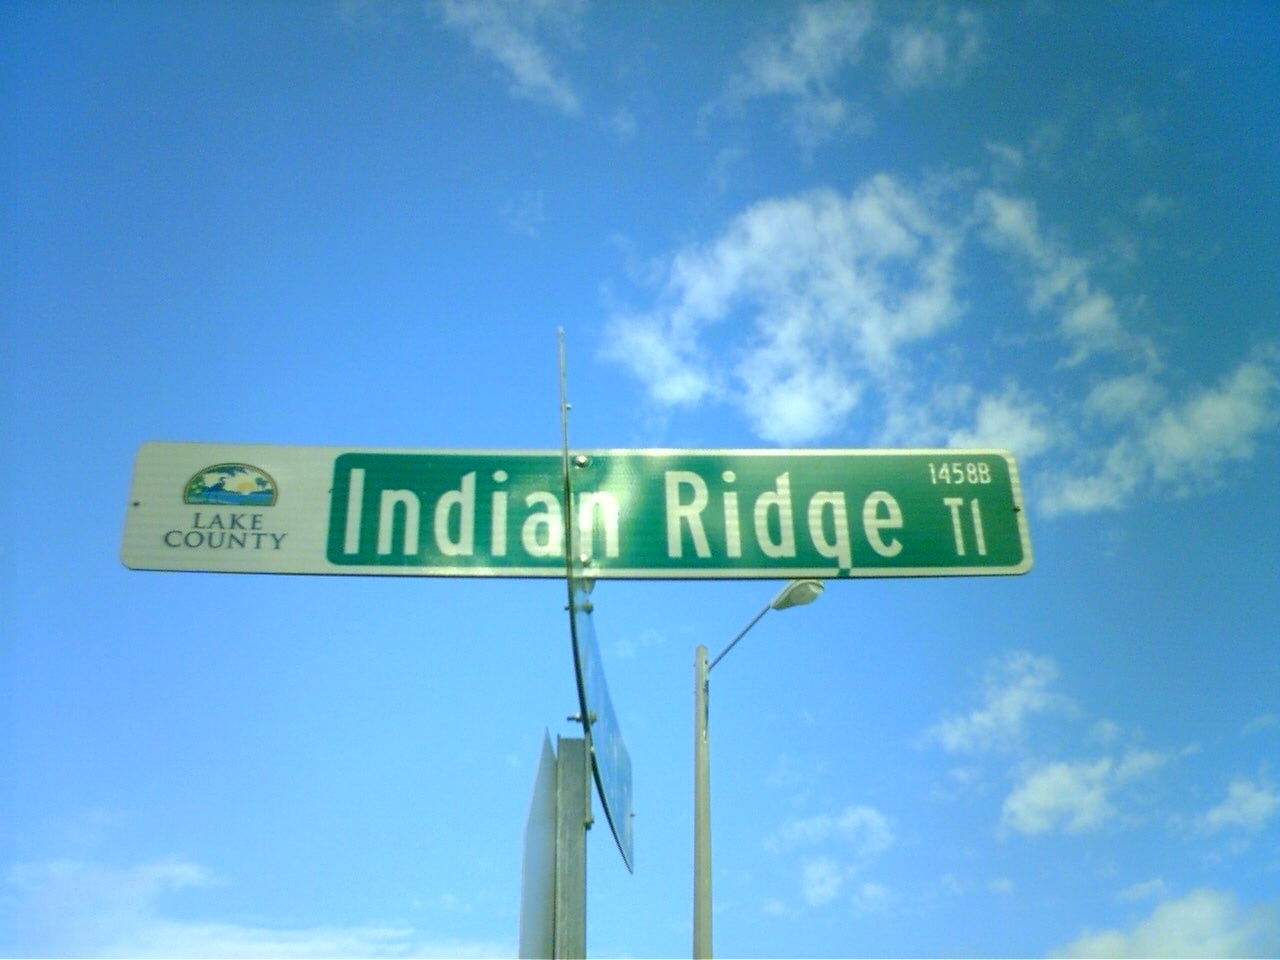 LAKE
COUNTY
Indian Ridge
1458B
Tl